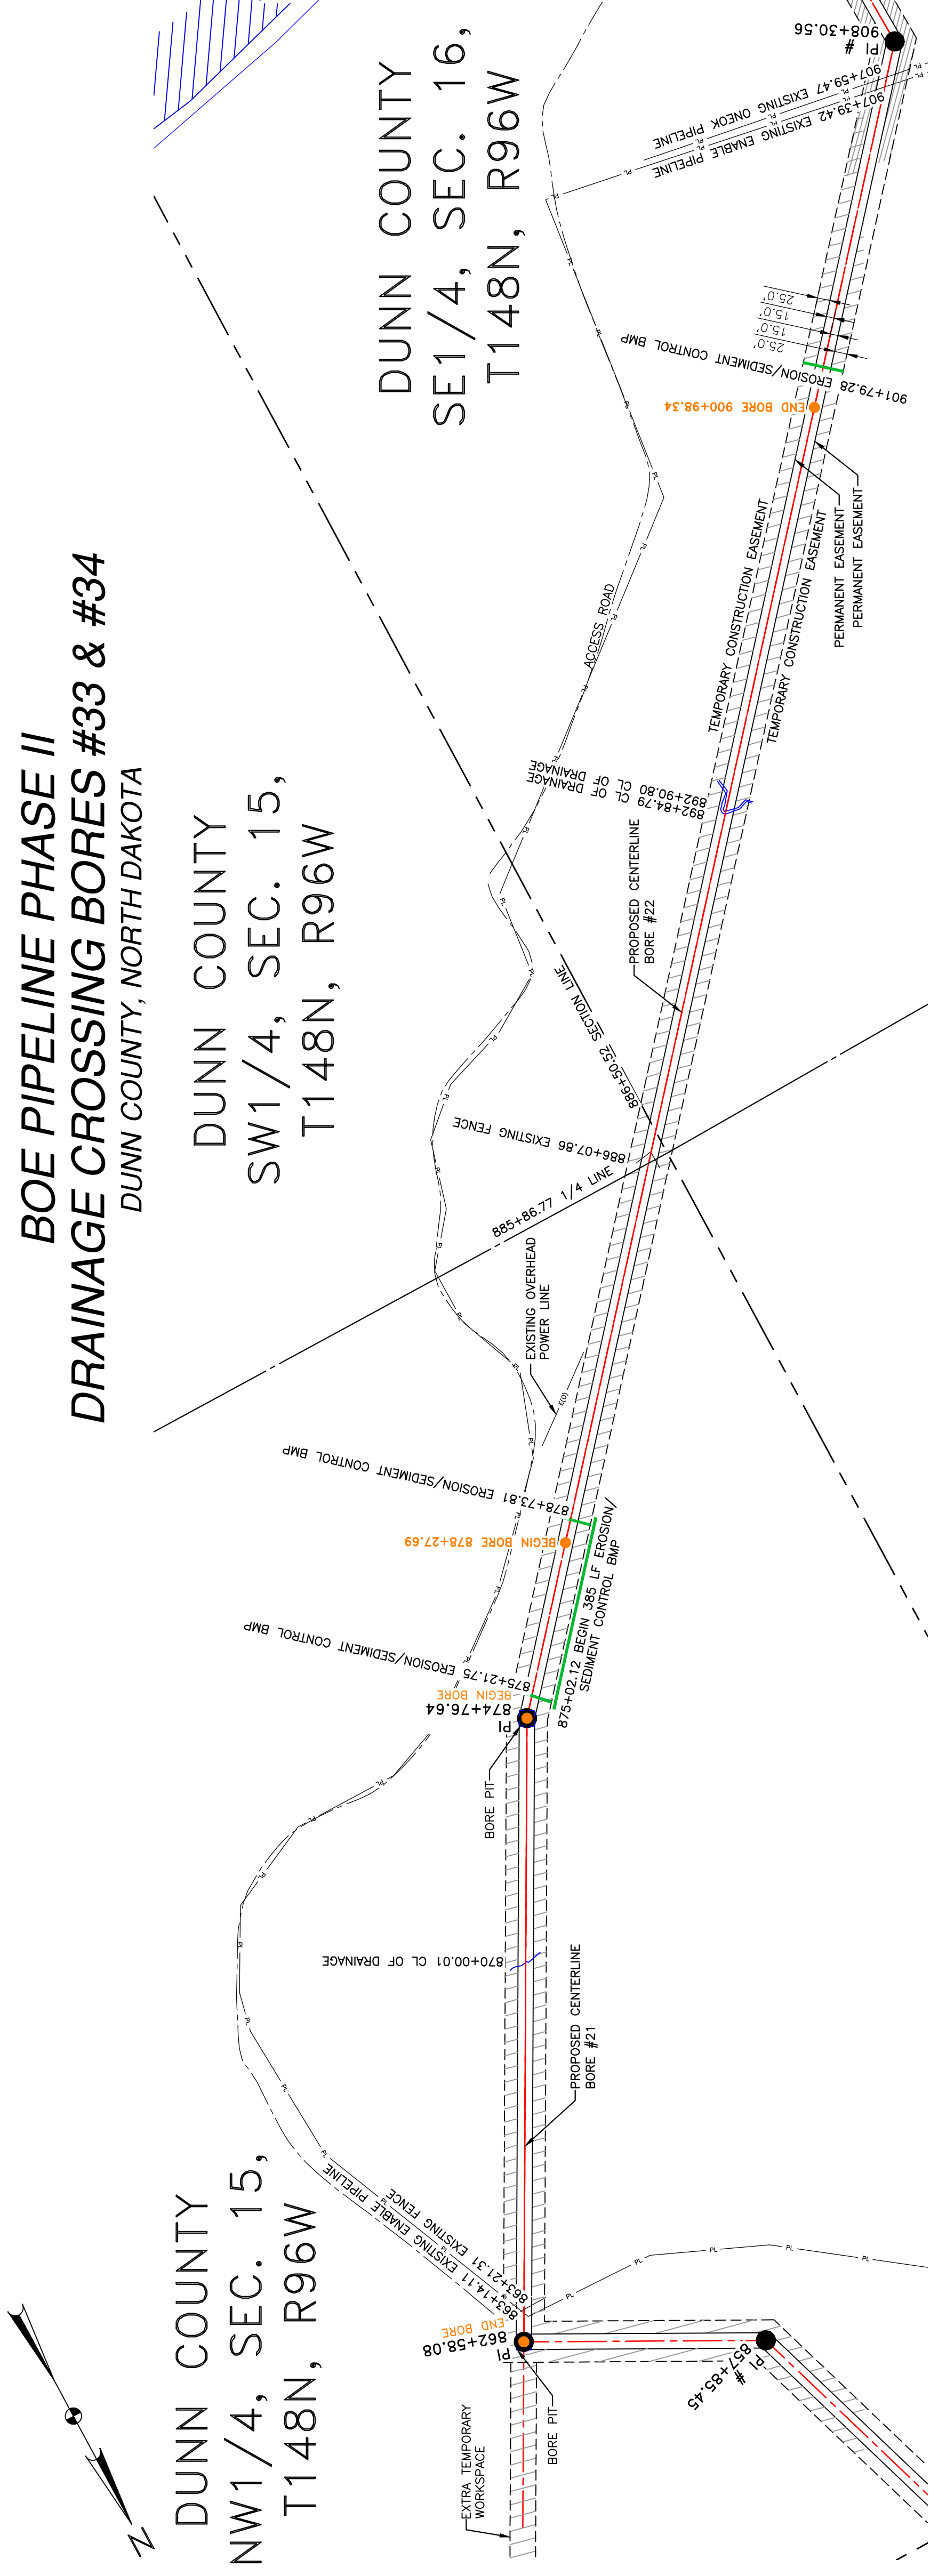 BOE PIPELINE PHASE II
DRAINAGE CROSSING BORES #33 & #34
DUNN COUNTY, NORTH DAKOTA
DUNN COUNTY
NW1/4, SEC. 15,
T148N, R96W
DUNN COUNTY
SW1/4, SEC. 15,
T148N, R96W
DUNN COUNTY
SE1/4, SEC. 16,
T148N, R96W
N
EXTRA TEMPORARY
WORKSPACE
BORE PIT
PI
862+58.08
END BORE
863+14.11 EXISTING ENABLE PIPELINE
863+21.31 EXISTING FENCE
PI #
857+85.45
PROPOSED CENTERLINE
BORE #21
870+00.01 CL OF DRAINAGE
BORE PIT
PI
874+76.64
BEGIN BORE
875+21.75 EROSION/SEDIMENT CONTROL BMP
875+02.12 BEGIN 385 LF EROSION/
SEDIMENT CONTROL BMP
BEGIN BORE 878+27.69
878+73.81 EROSION/SEDIMENT CONTROL BMP
E(O)
EXISTING OVERHEAD
POWER LINE
885+86.77 1/4 LINE
886+07.86 EXISTING FENCE
886+50.52 SECTION LINE
PROPOSED CENTERLINE
BORE #22
892+84.79 CL OF DRAINAGE
892+90.80 CL OF DRAINAGE
ACCESS ROAD
TEMPORARY CONSTRUCTION EASEMENT
TEMPORARY CONSTRUCTION EASEMENT
PERMANENT EASEMENT
PERMANENT EASEMENT
END BORE 900+98.34
901+79.28 EROSION/SEDIMENT CONTROL BMP
25.0'
15.0'
15.0'
25.0'
907+39.42 EXISTING ENABLE PIPELINE
907+59.47 EXISTING ONEOK PIPELINE
PI #
908+30.56
PL